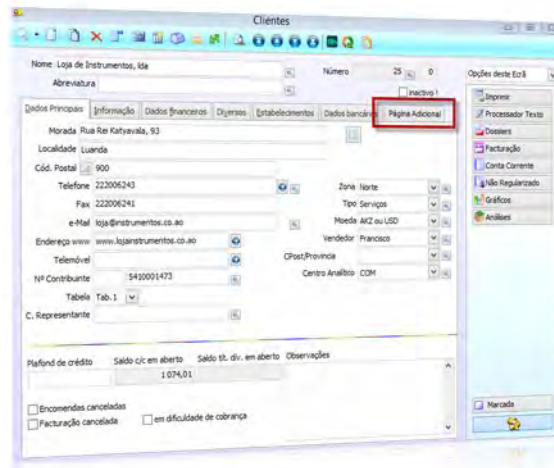 Clientes
Nome Loja de Instrumentos, lda
Número 25 0
Abreviatura
inactivo !
Opções deste Ecrã
Dados Principais Informação Dados financeiros Diversos Estabelecimentos Dados bancários Página Adicional
Morada Rua Rei Katyavala, 93
Localidade Luanda
Cód. Postal 900
Telefone 222006243
Fax 222006241
e-Mail loja@instrumentos.co.ao
Endereço www www.lojainstrumentos.co.ao
Telemóvel
Nº Contribuinte 5410001473
Tabela Tab.1
C. Representante
Zona Norte
Tipo Serviços
Moeda AKZ ou USD
Vendedor Francisco
CPost/Provincia
Centro Analítico COM
Plafond de crédito Saldo c/c em aberto Saldo tít. div. em aberto Observações
1 074,01
Encomendas canceladas
Facturação cancelada em dificuldade de cobrança
Imprimir
Processador Texto
Dossiers
Facturação
Conta Corrente
Não Regularizado
Gráficos
Análises
Marcada